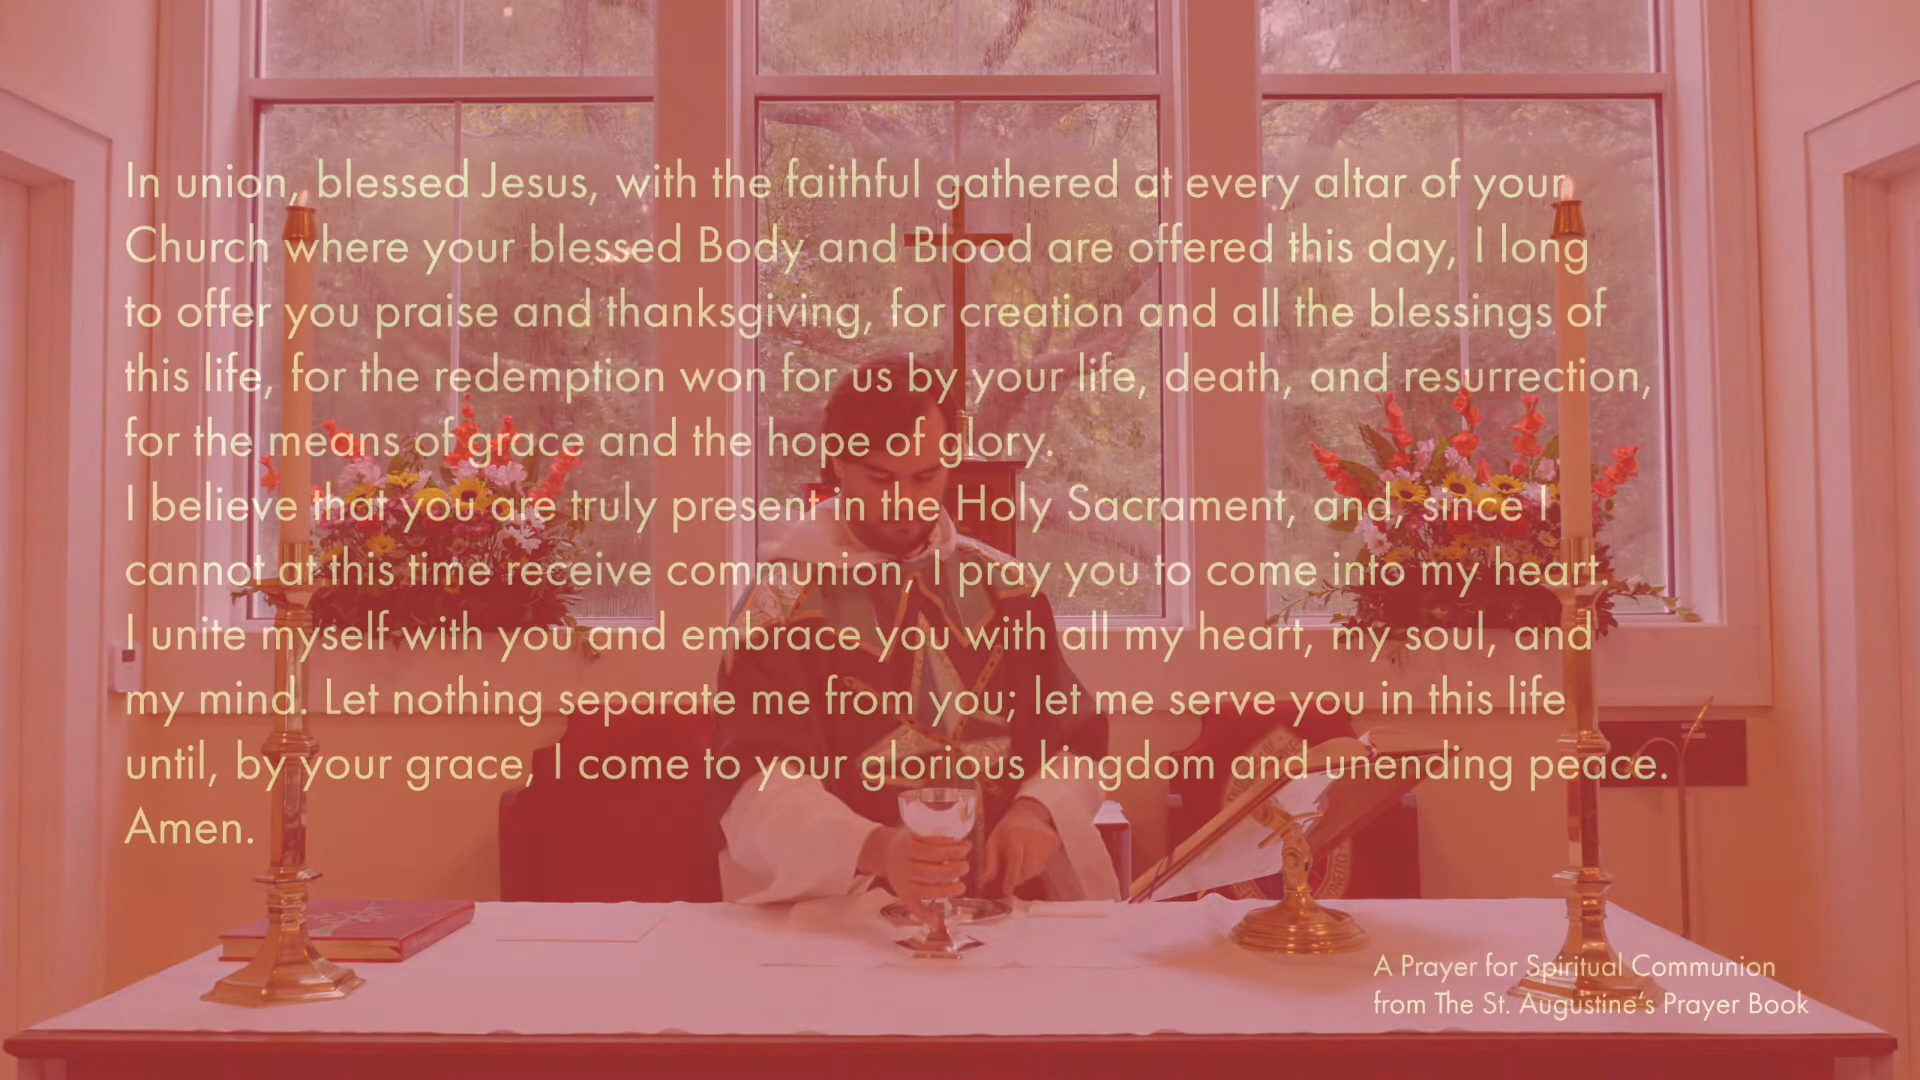 In union, blessed Jesus, with the faithful gathered at every altar of your
Church where your blessed Body and Blood are offered this day, I long
to offer you praise and thanksgiving, for creation and all the blessings of
this life, for the redemption won for us by your life, death, and resurrection,
for the means of grace and the hope of glory.
I believe that you are truly present in the Holy Sacrament, and, since I
cannot at this time receive communion, I pray you to come into my heart.
I unite myself with you and embrace you with all my heart, my soul, and
my mind. Let nothing separate me from you; let me serve you in this life
until, by your grace, I come to your glorious kingdom and unending peace.
Amen.
A Prayer for Spiritual Communion
from The St. Augustine‘s Prayer Book